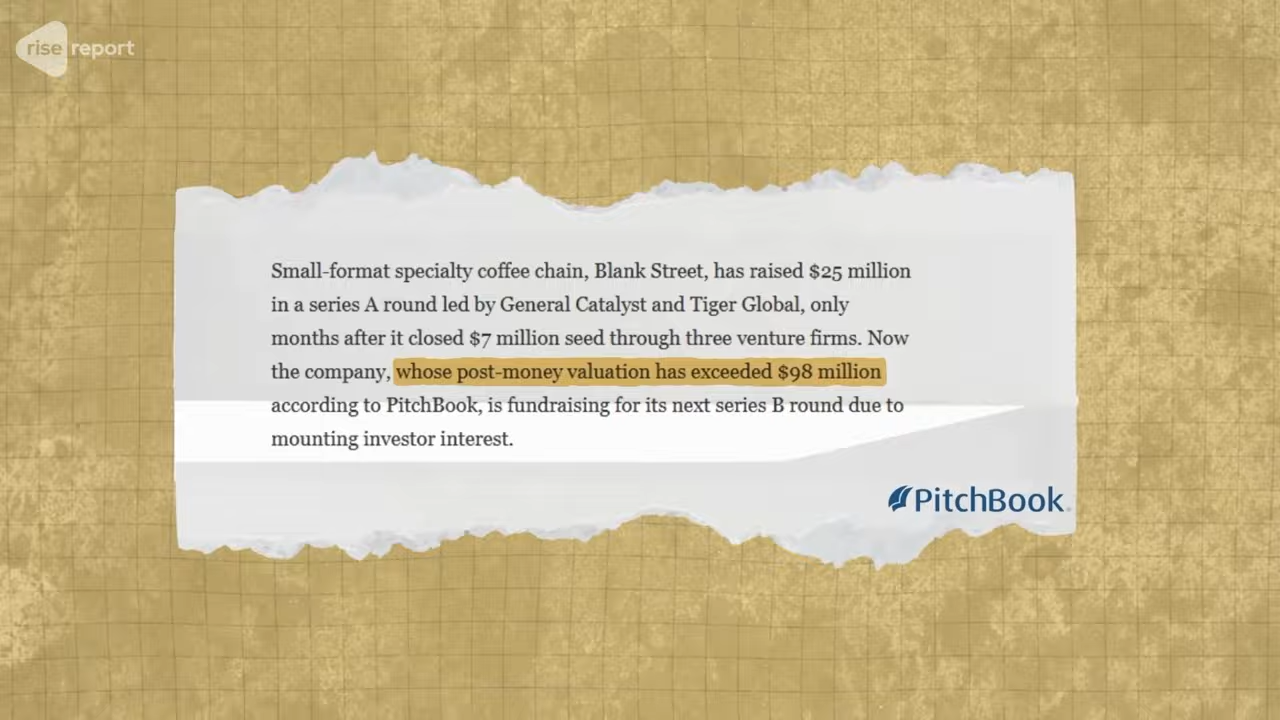 rise report
Small-format specialty coffee chain, Blank Street, has raised $25 million
in a series A round led by General Catalyst and Tiger Global, only
months after it closed $7 million seed through three venture firms. Now
the company, whose post-money valuation has exceeded $98 million
according to PitchBook, is fundraising for its next series B round due to
mounting investor interest.
PitchBook